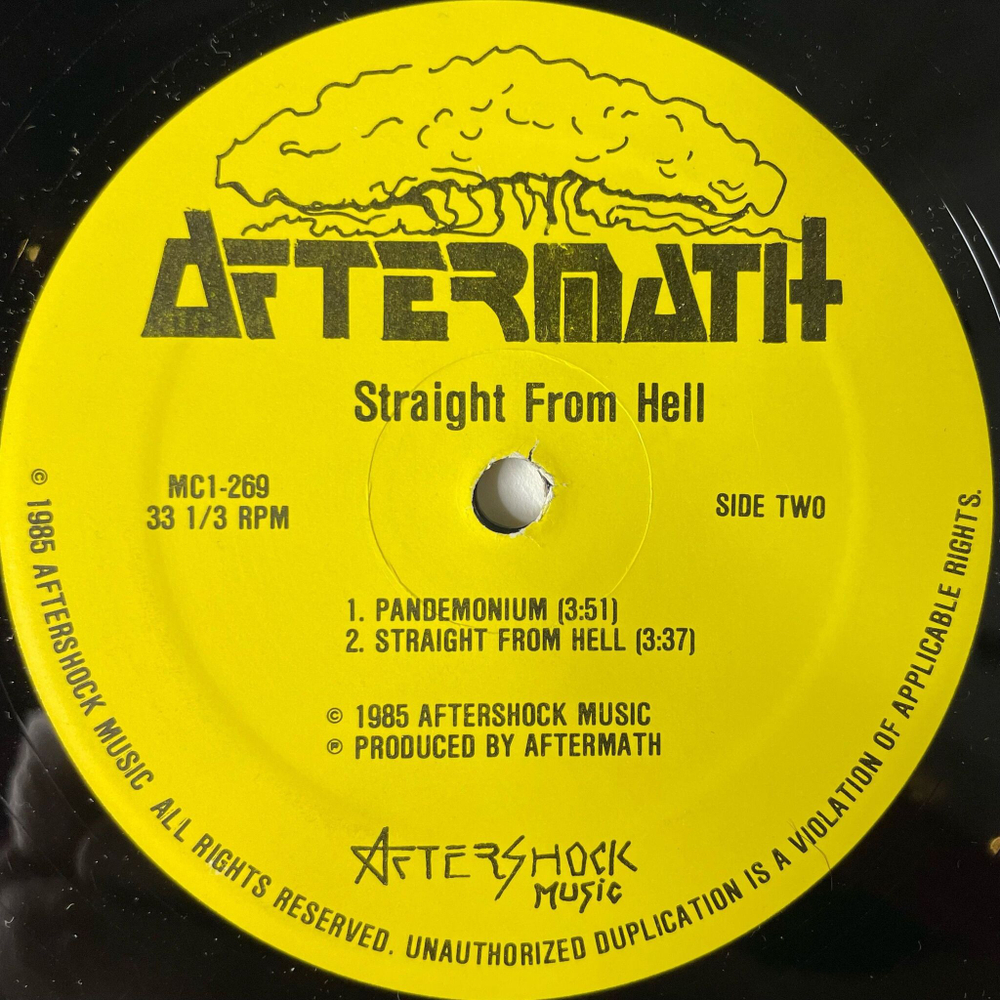 AFTERMATH
Straight From Hell
MC1-269
33 1/3 RPM
SIDE TWO
1. PANDEMONIUM (3:51)
2. STRAIGHT FROM HELL (3:37)
© 1985 AFTERSHOCK MUSIC
℗ PRODUCED BY AFTERMATH
AFTERSHOCK
MUSIC
© 1985 AFTERSHOCK MUSIC ALL RIGHTS RESERVED. UNAUTHORIZED DUPLICATION IS A VIOLATION OF APPLICABLE RIGHTS.